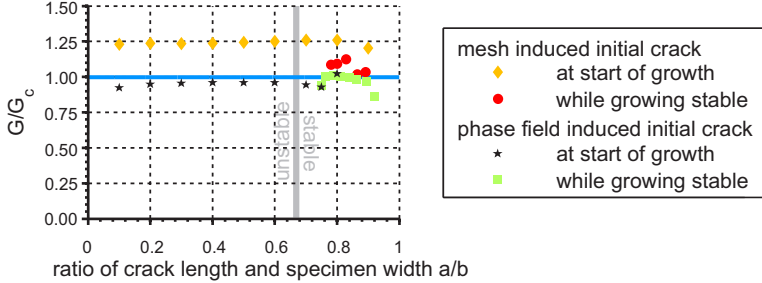 1.50
1.25
1.00
0.75
0.50
0.25
0.00
G/Gc
unstable
stable
0
0.2
0.4
0.6
0.8
1
ratio of crack length and specimen width a/b
mesh induced initial crack
at start of growth
while growing stable
phase field induced initial crack
at start of growth
while growing stable